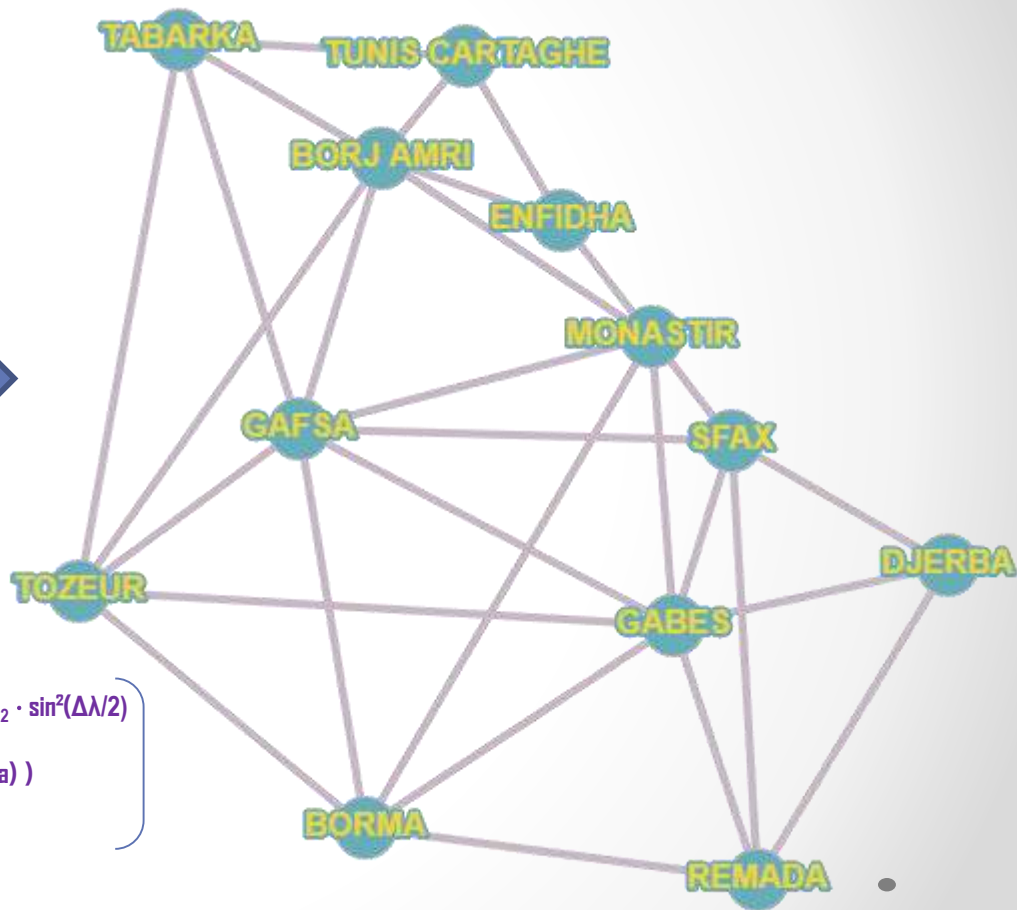 TABARKA
TUNIS CARTAGHE
BORJ AMRI
ENFIDHA
MONASTIR
GAFSA
SFAX
DJERBA
TOZEUR
GABES
₂ · sin²(Δλ/2)
a) )
BORMA
REMADA